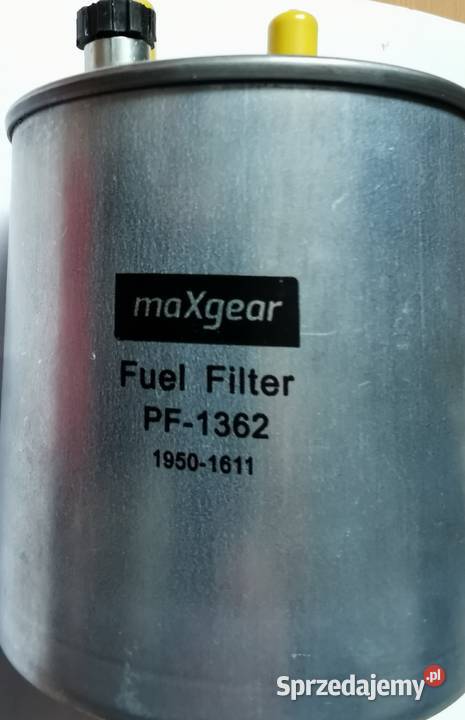 maXgear
Fuel Filter
PF-1362
1950-1611
Sprzedajemy.pl